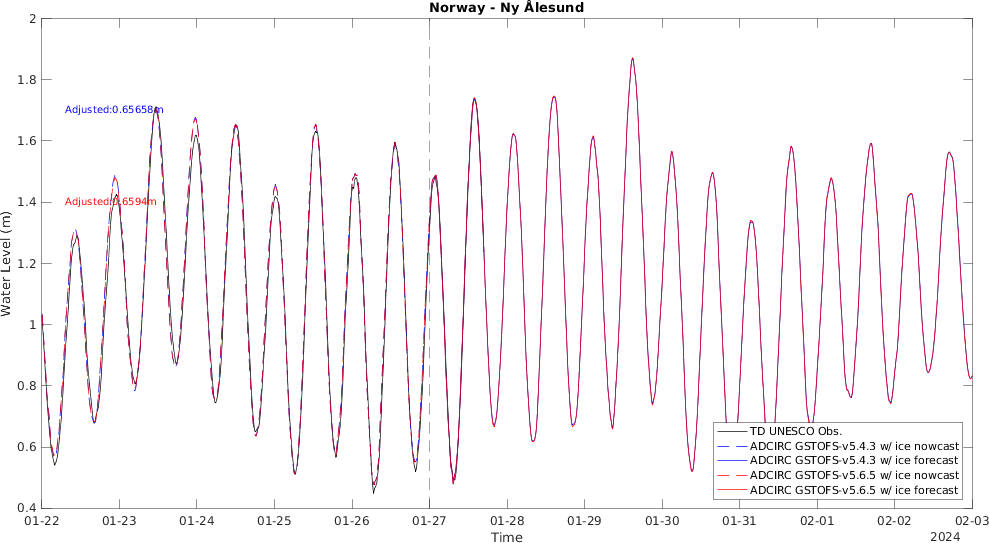 Norway - Ny Ålesund
2
1.8
1.6
1.4
1.2
1
0.8
0.6
0.4
Water Level (m)
Adjusted:0.65658m
Adjusted:0.6594m
TD UNESCO Obs.
ADCIRC GSTOFS-v5.4.3 w/ ice nowcast
ADCIRC GSTOFS-v5.4.3 w/ ice forecast
ADCIRC GSTOFS-v5.6.5 w/ ice nowcast
ADCIRC GSTOFS-v5.6.5 w/ ice forecast
01-22 01-23 01-24 01-25 01-26 01-27 01-28 01-29 01-30 01-31 02-01 02-02 02-03
Time
2024